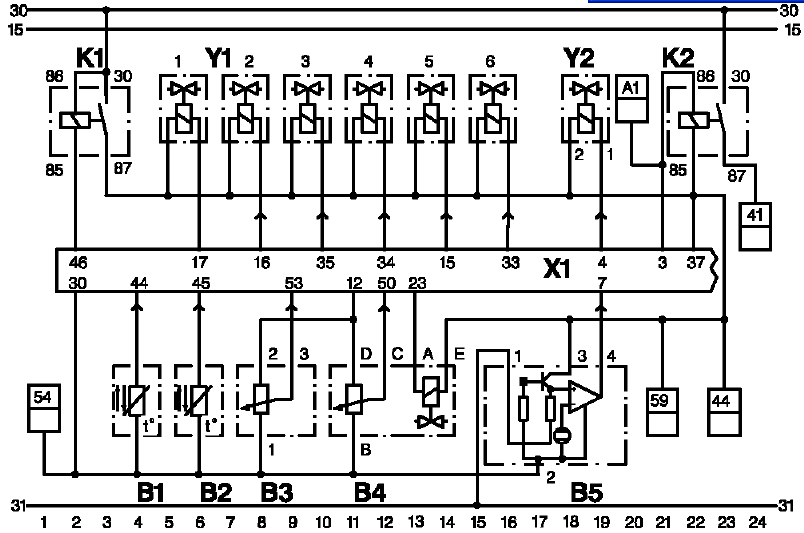 30 30
15 15
K1 Y1 Y2 K2
1 2 3 4 5 6
86 30 A1 86 30
2 1
85 87 85 87
41
46 17 16 35 34 15 33 X1 4 3 37
30 44 45 53 12 50 23 7
2 3 D C A E 1 3 4
54 59 44
t° t°
1 B 2
B1 B2 B3 B4 B5
31 31
1 2 3 4 5 6 7 8 9 10 11 12 13 14 15 16 17 18 19 20 21 22 23 24